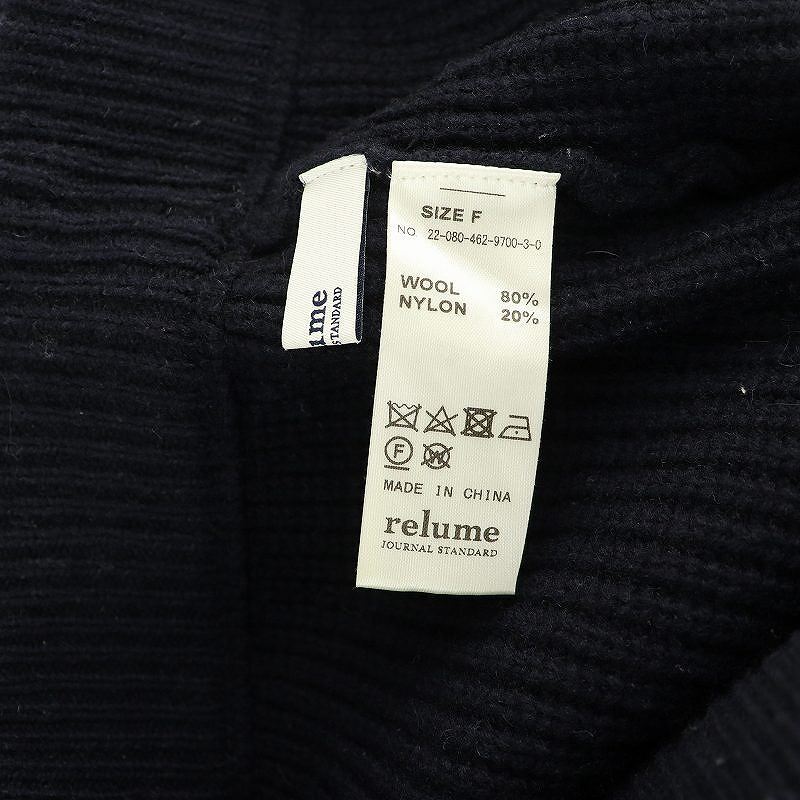 SIZE F
NO. 22-080-462-9700-3-0
WOOL 80%
NYLON 20%
F
W
MADE IN CHINA
relume
JOURNAL STANDARD
ume
STANDARD